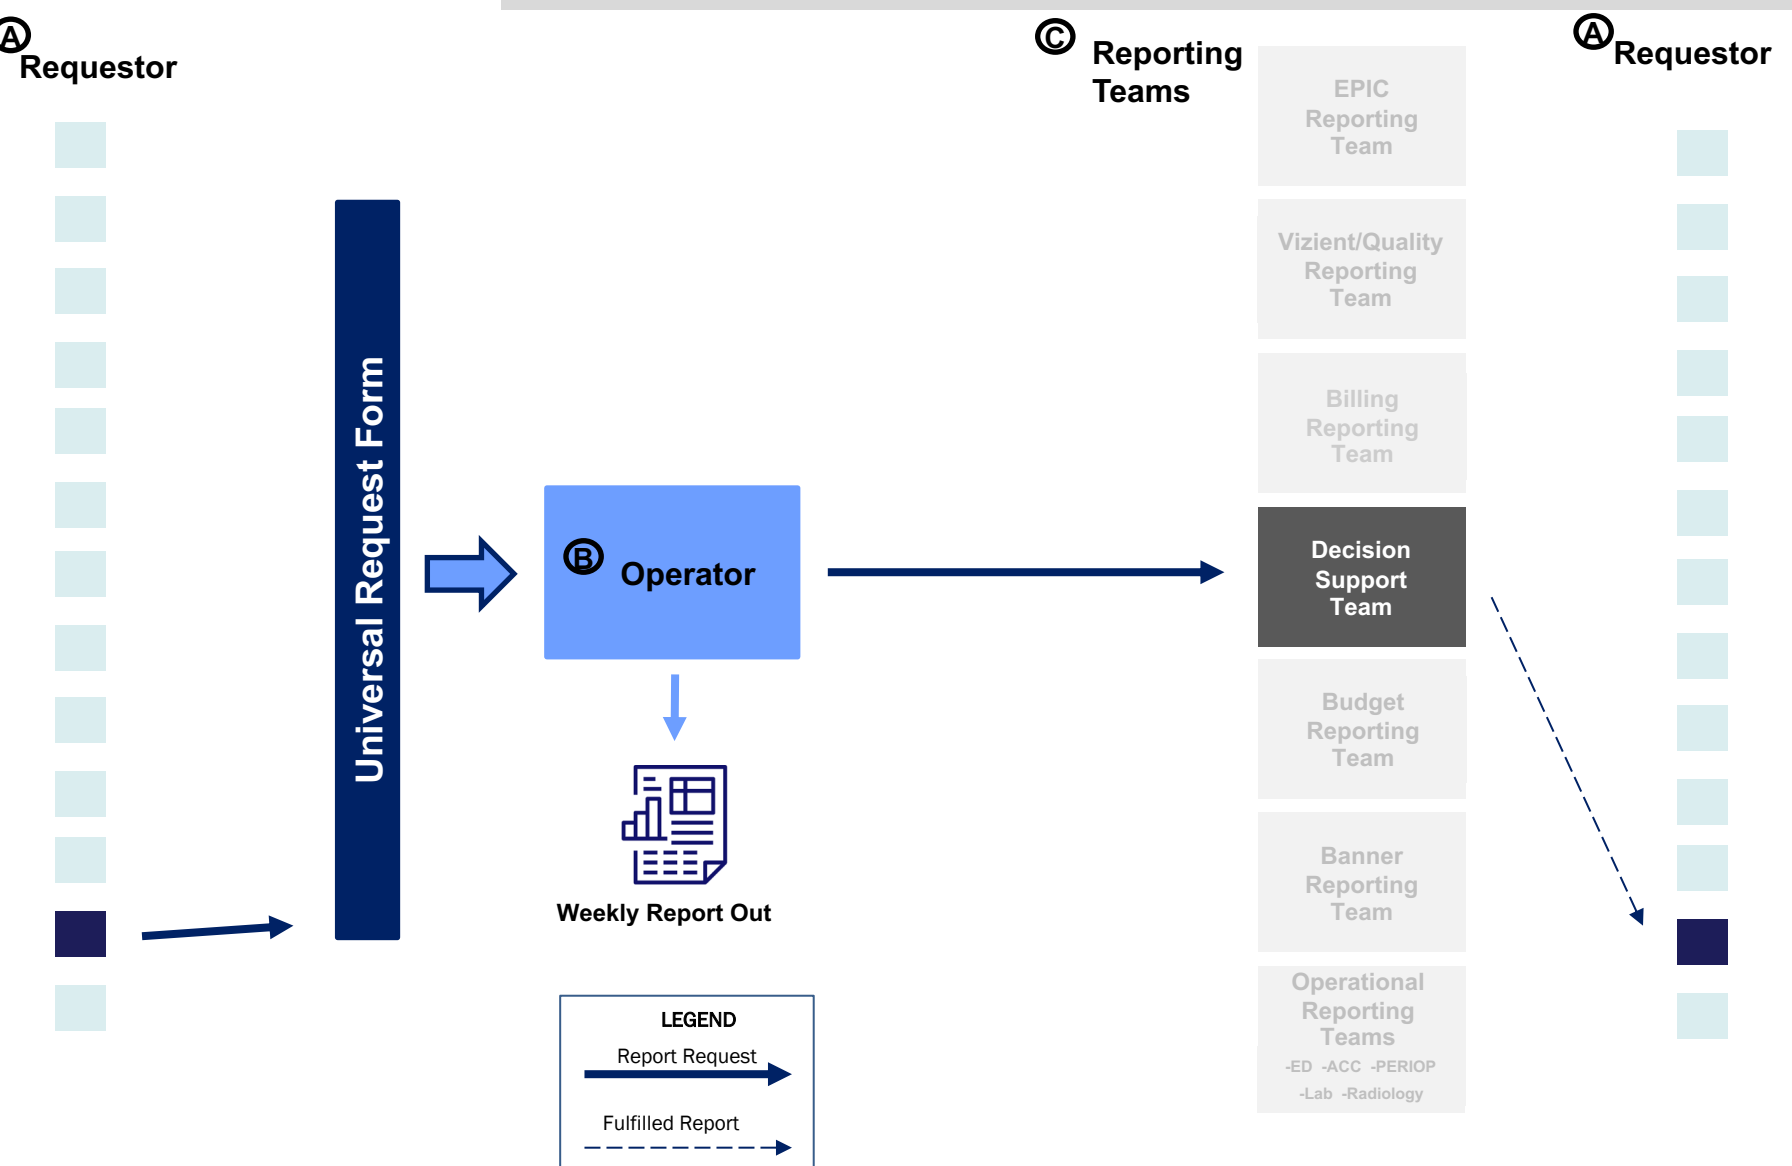 A
Requestor
Universal Request Form
B
Operator
Weekly Report Out
LEGEND
Report Request
Fulfilled Report
C
Reporting
Teams
EPIC
Reporting
Team
Vizient/Quality
Reporting
Team
Billing
Reporting
Team
Decision
Support
Team
Budget
Reporting
Team
Banner
Reporting
Team
Operational
Reporting
Teams
-ED -ACC -PERIOP
-Lab -Radiology
A
Requestor